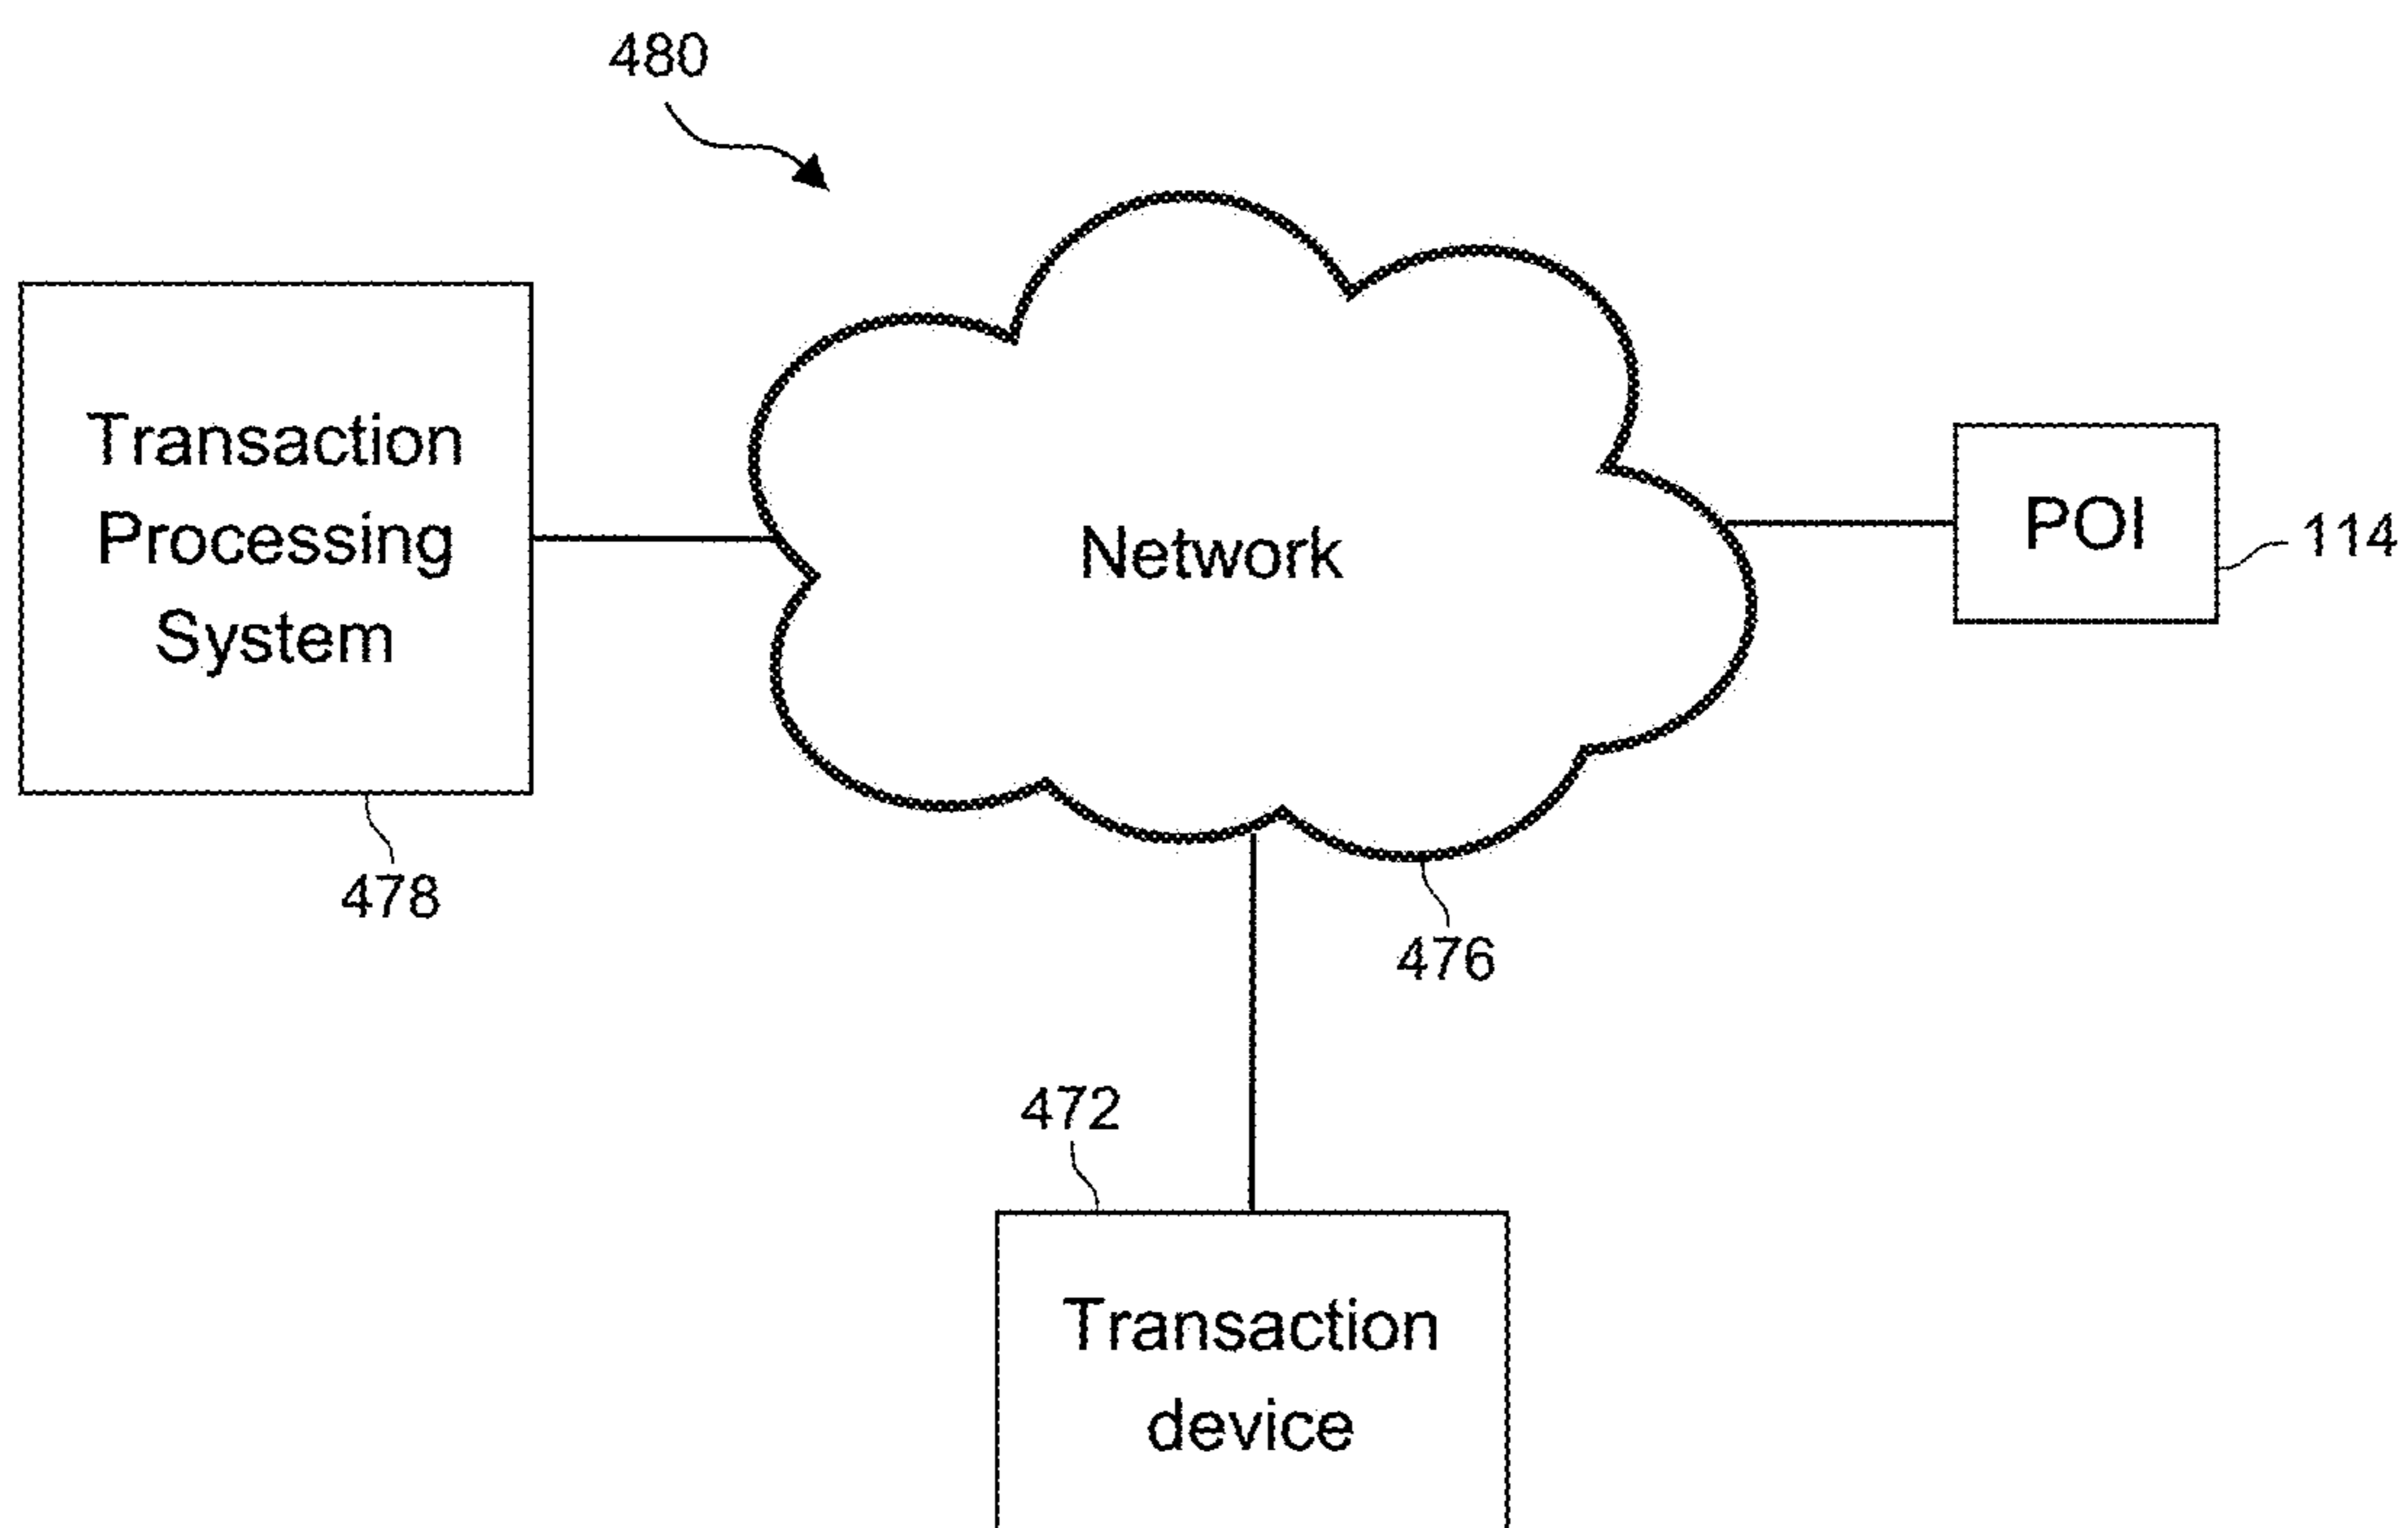 480
Transaction
Processing
System
Network
POI
114
478
476
472
Transaction
device